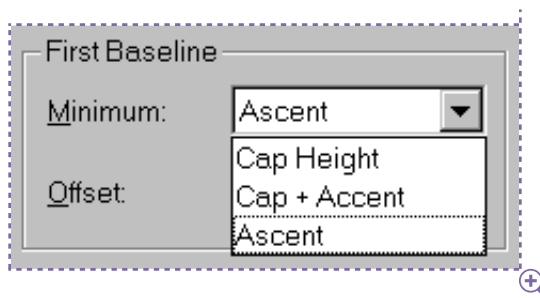 First Baseline
Minimum: Ascent
Cap Height
Offset: Cap + Accent
Ascent